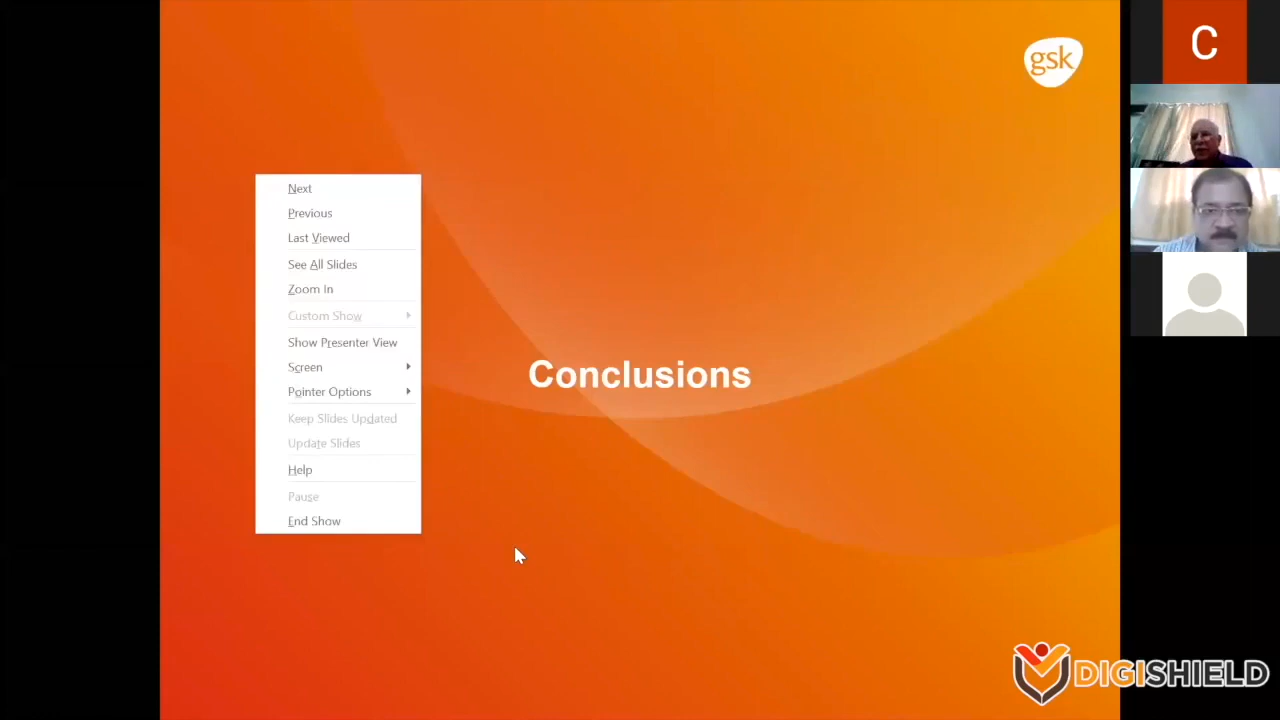 gsk
C
Next
Previous
Last Viewed
See All Slides
Zoom In
Custom Show
Show Presenter View
Screen
Pointer Options
Keep Slides Updated
Update Slides
Help
Pause
End Show
Conclusions
DIGISHIELD